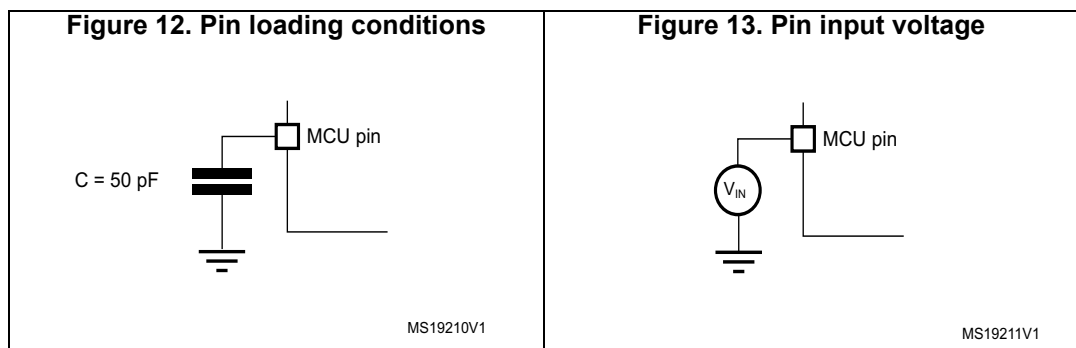 Figure 12. Pin loading conditions
MCU pin
C = 50 pF
MS19210V1
Figure 13. Pin input voltage
MCU pin
VIN
MS19211V1